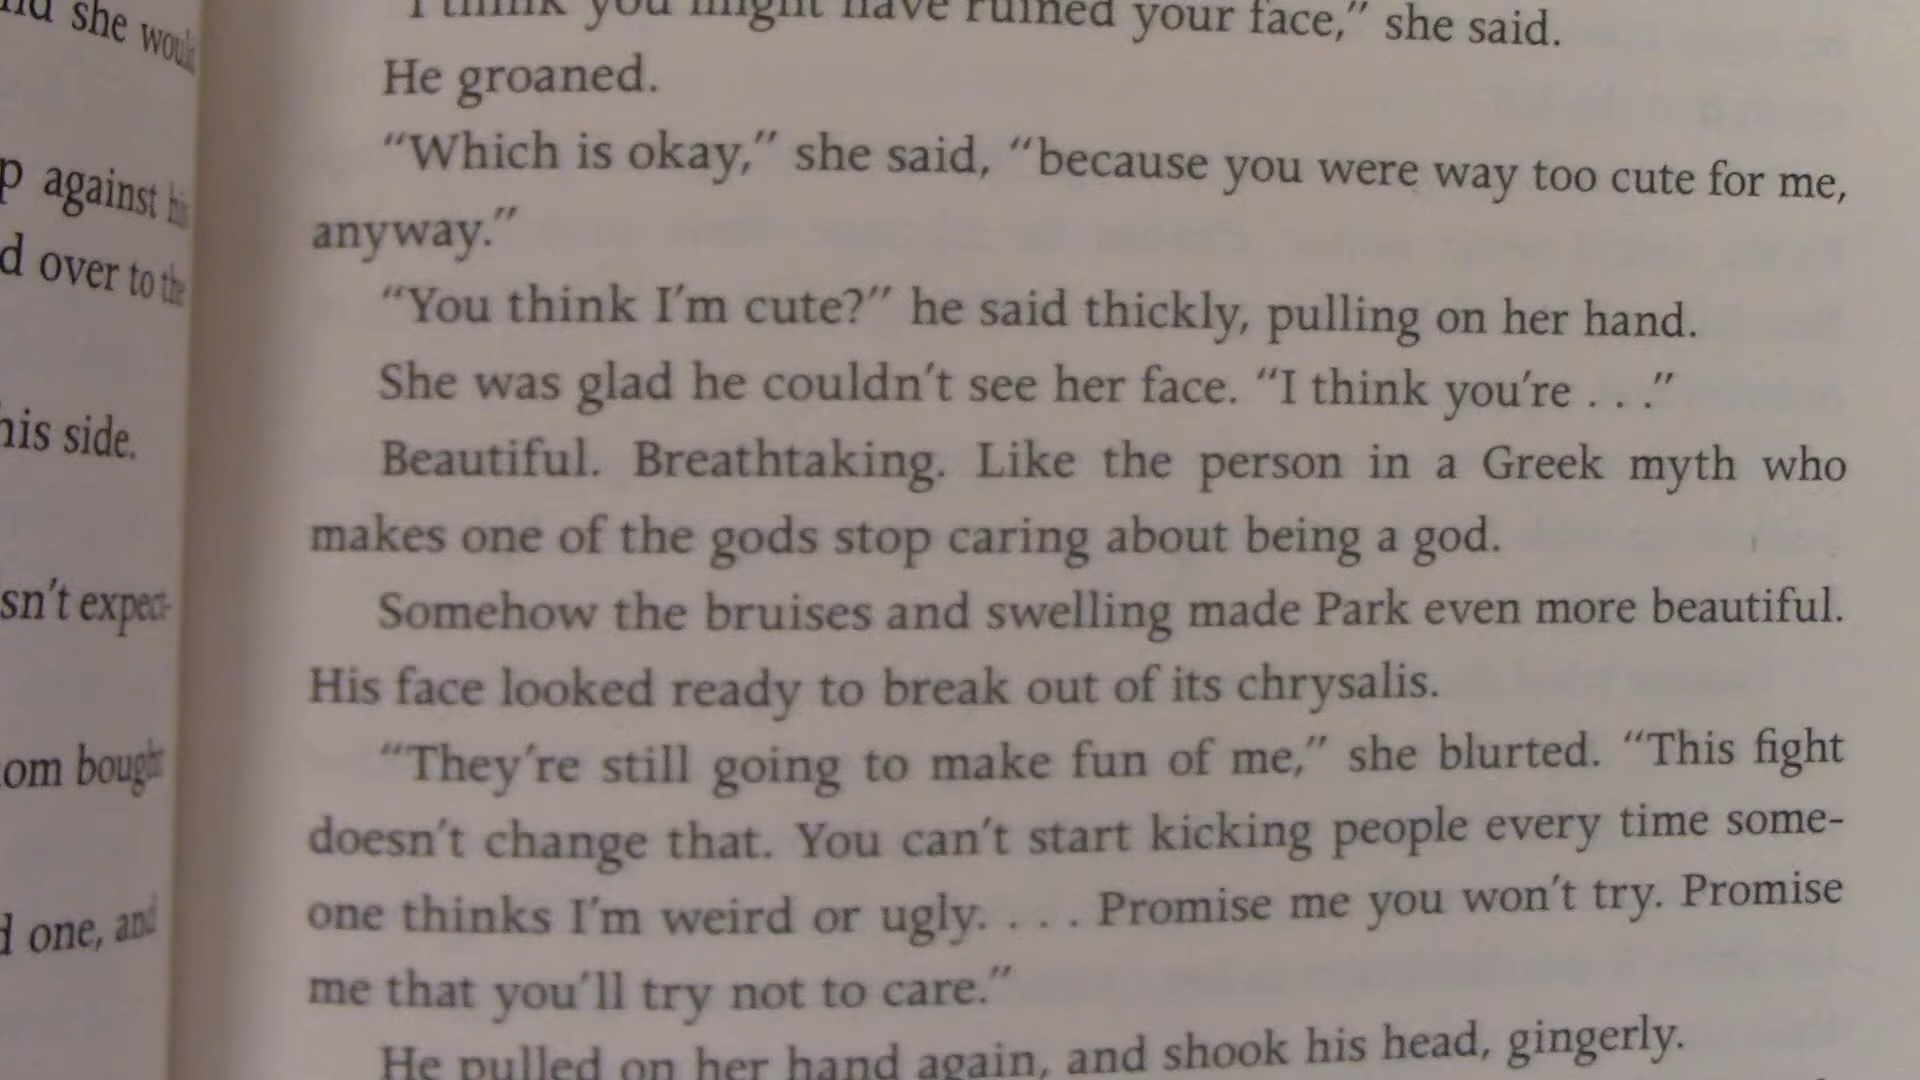 she would
p against his
d over to the
his side.
sn't expect-
om bought
d one, and
"I think you might have ruined your face," she said.
He groaned.
"Which is okay," she said, "because you were way too cute for me,
anyway."
"You think I'm cute?" he said thickly, pulling on her hand.
She was glad he couldn't see her face. "I think you're . . ."
Beautiful. Breathtaking. Like the person in a Greek myth who
makes one of the gods stop caring about being a god.
Somehow the bruises and swelling made Park even more beautiful.
His face looked ready to break out of its chrysalis.
"They're still going to make fun of me," she blurted. "This fight
doesn't change that. You can't start kicking people every time some-
one thinks I'm weird or ugly. . . . Promise me you won't try. Promise
me that you'll try not to care."
He pulled on her hand again, and shook his head, gingerly.